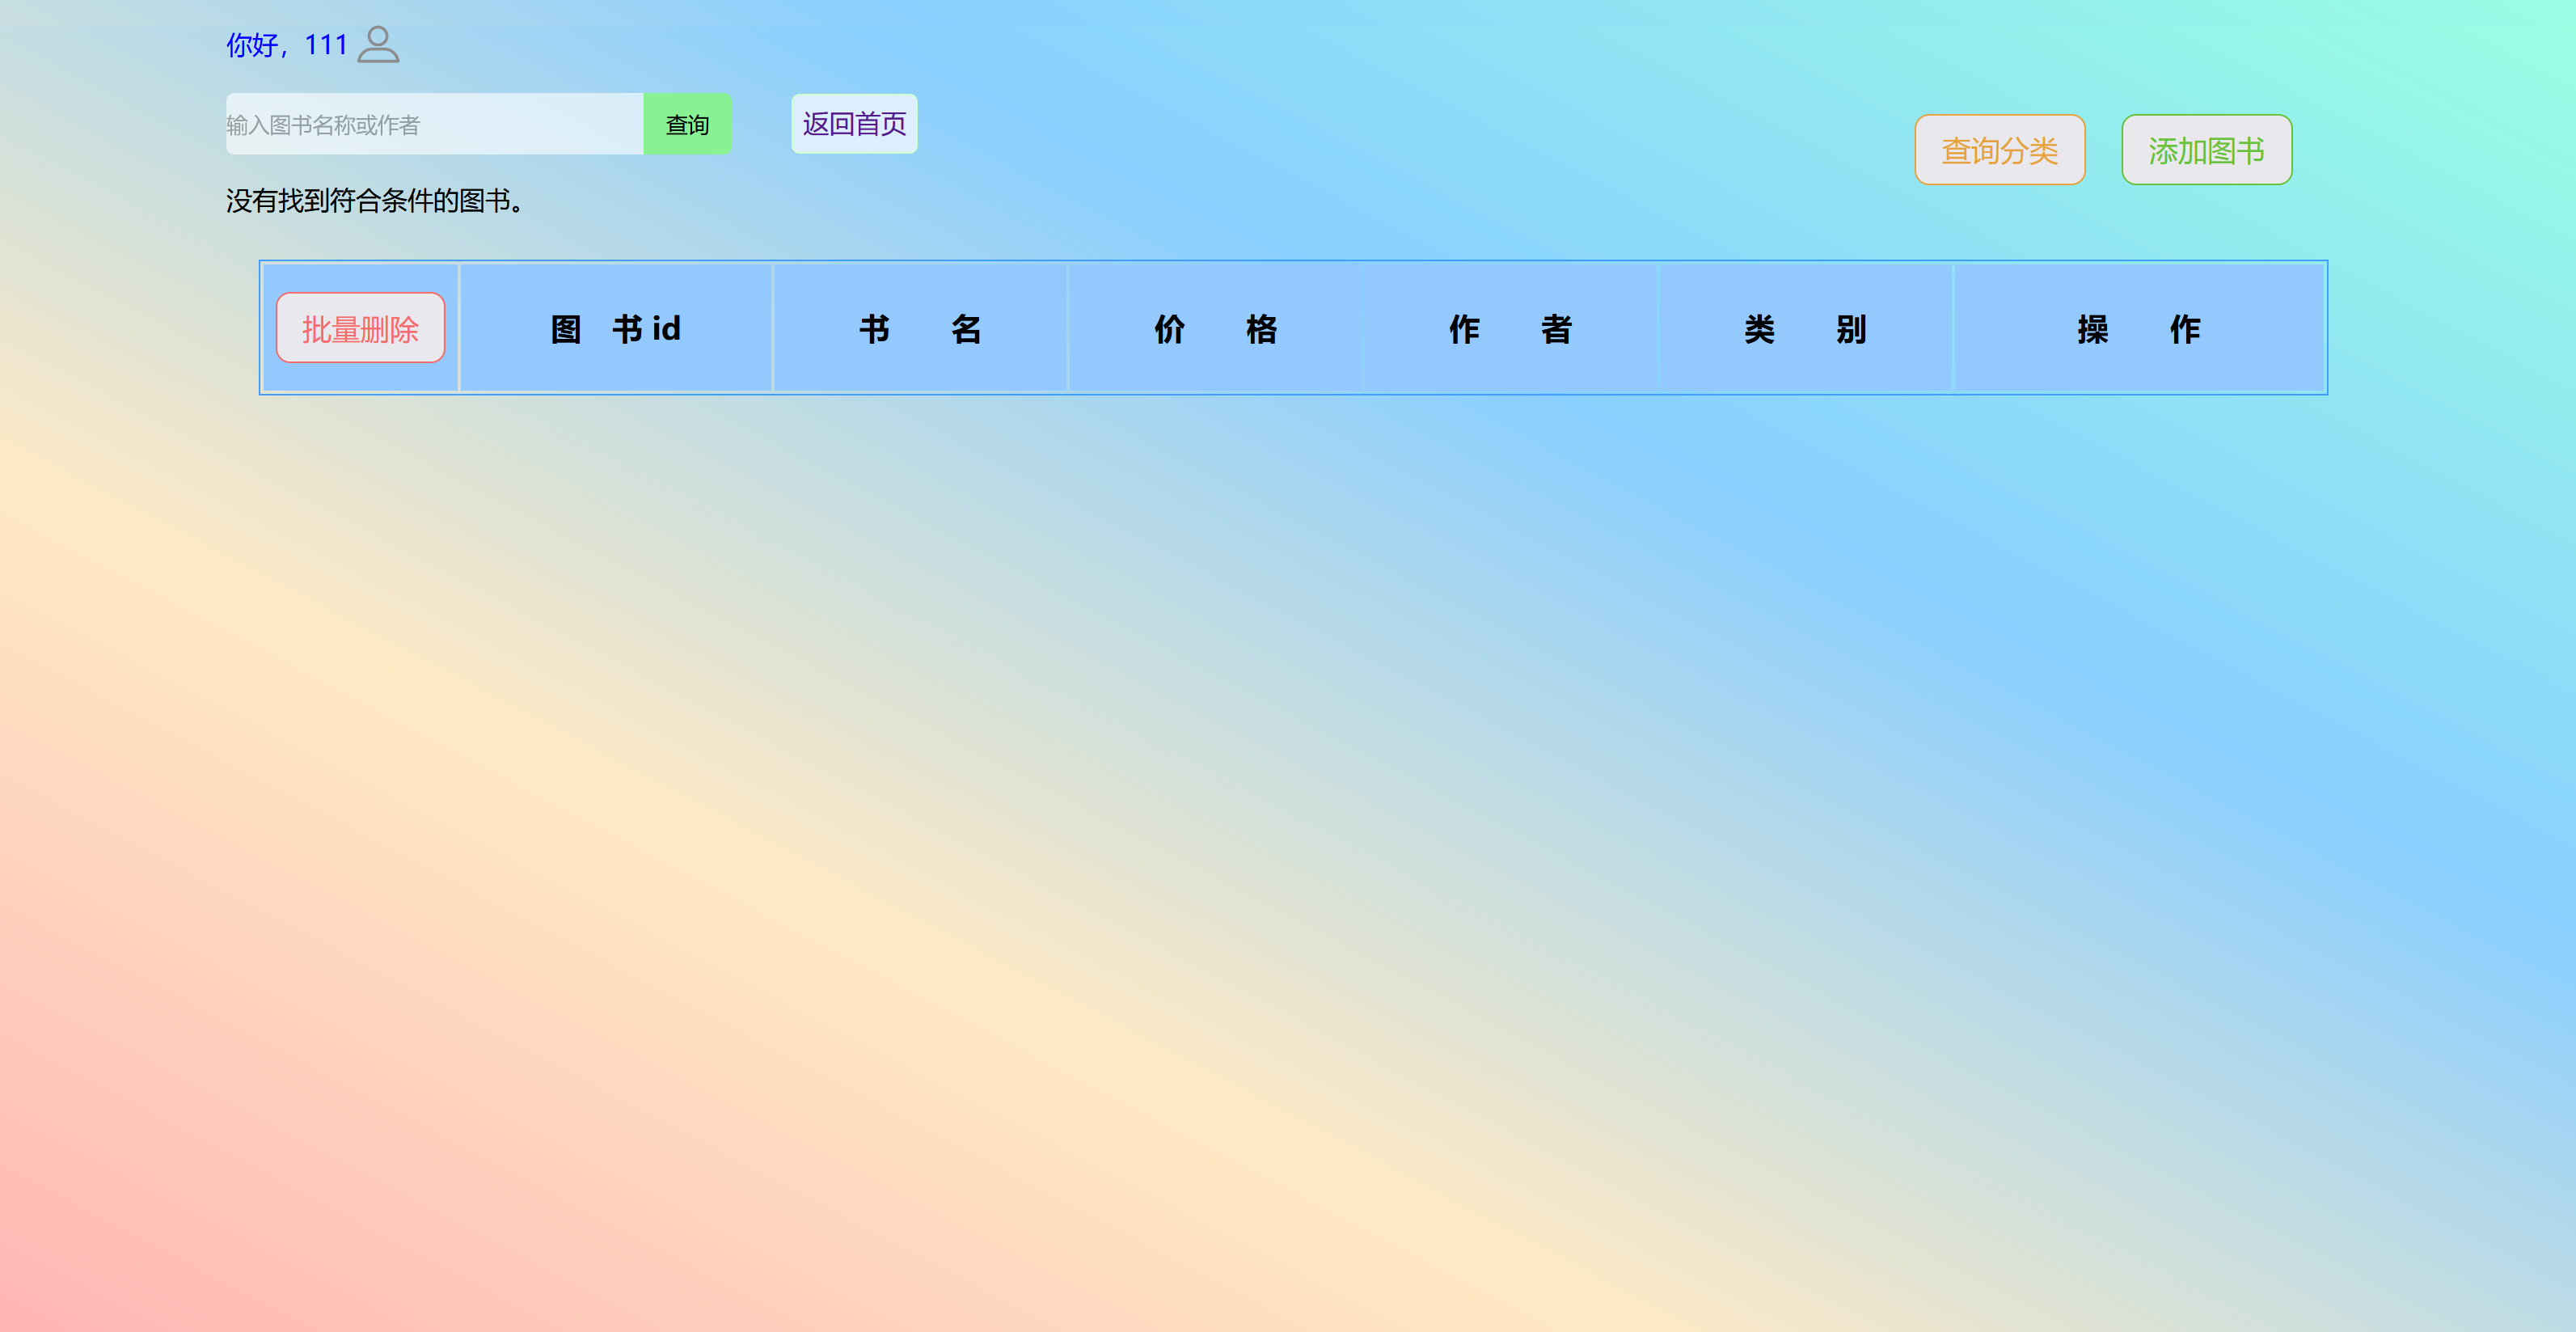 你好，111
输入图书名称或作者 查询 返回首页
查询分类 添加图书
没有找到符合条件的图书。
批量删除 图 书 id 书 名 价 格 作 者 类 别 操 作